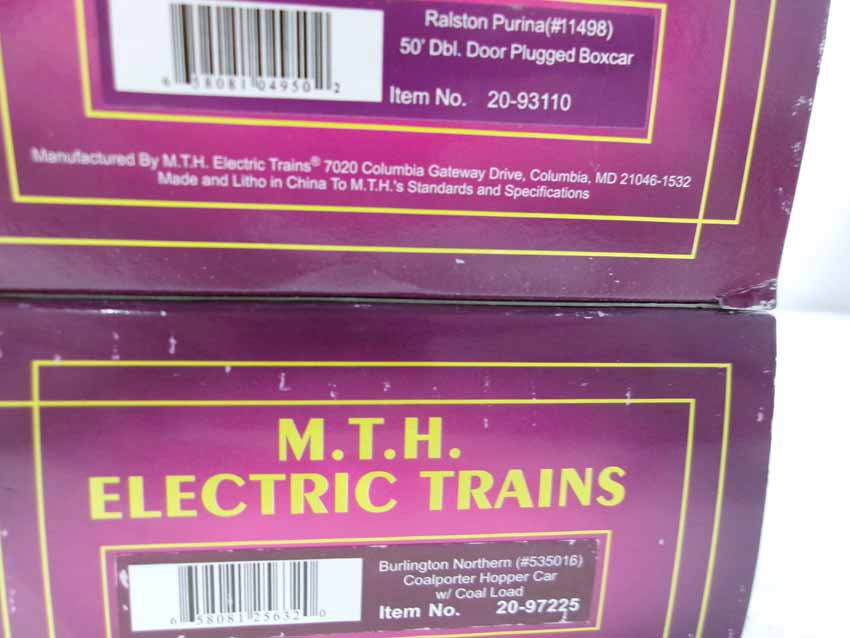 Ralston Purina(#11498)
50' Dbl. Door Plugged Boxcar
6 58081 04950 2
Item No. 20-93110
Manufactured By M.T.H. Electric Trains® 7020 Columbia Gateway Drive, Columbia, MD 21046-1532
Made and Litho in China To M.T.H.'s Standards and Specifications
M.T.H.
ELECTRIC TRAINS
Burlington Northern (#535016)
Coalporter Hopper Car
w/ Coal Load
6 58081 25632 0
Item No. 20-97225